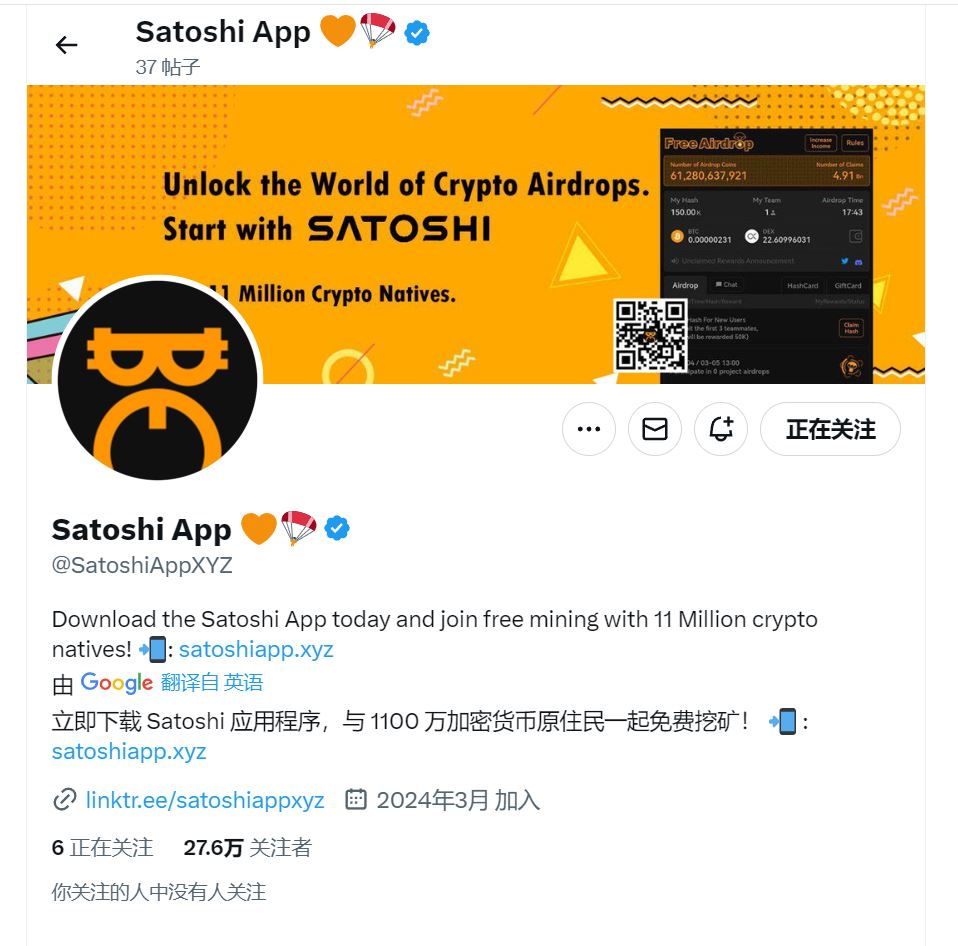 Satoshi App 🧡🪂
37 帖子
Unlock the World of Crypto Airdrops.
Start with SATOSHI
11 Million Crypto Natives.
Free Airdrop
Increase Income
Rules
Number of Airdrop Coins
Number of Claims
61,280,637,921
4.91 Bn
My Hash
My Team
Airdrop Time
150.00 K
1
17:43
BTC
0.00000231
OEX
22.60996031
Unclaimed Rewards Announcement
Airdrop
Chat
HashCard
GiftCard
Time/Hash/Reward
MyRewards/Status
Hash For New Users
it the first 3 teammates,
will be rewarded 50K)
Claim Hash
04 / 03-05 13:00
participate in 0 project airdrops
正在关注
Satoshi App 🧡🪂
@SatoshiAppXYZ
Download the Satoshi App today and join free mining with 11 Million crypto
natives! 📲: satoshiapp.xyz
由 Google 翻译自 英语
立即下载 Satoshi 应用程序，与 1100 万加密货币原住民一起免费挖矿！ 📲：
satoshiapp.xyz
linktr.ee/satoshiappxyz 2024年3月 加入
6 正在关注 27.6万 关注者
你关注的人中没有人关注